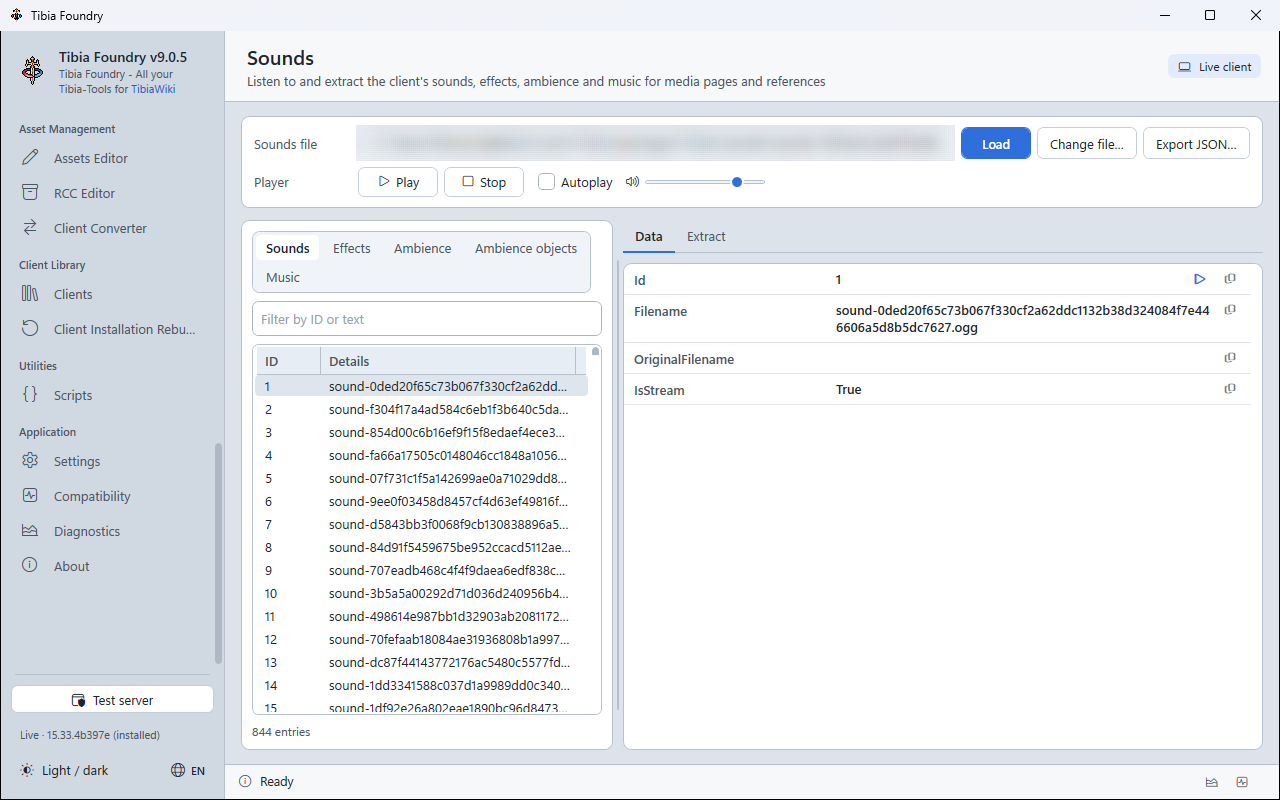 Tibia Foundry
Tibia Foundry v9.0.5
Tibia Foundry - All your
Tibia-Tools for TibiaWiki
Asset Management
Assets Editor
RCC Editor
Client Converter
Client Library
Clients
Client Installation Rebu...
Utilities
Scripts
Application
Settings
Compatibility
Diagnostics
About
Test server
Live · 15.33.4b397e (installed)
Light / dark
EN
Sounds
Listen to and extract the client's sounds, effects, ambience and music for media pages and references
Live client
Sounds file
Load
Change file...
Export JSON...
Player
Play
Stop
Autoplay
Sounds
Effects
Ambience
Ambience objects
Music
Filter by ID or text
ID Details
1 sound-0ded20f65c73b067f330cf2a62dd...
2 sound-f304f17a4ad584c6eb1f3b640c5da...
3 sound-854d00c6b16ef9f15f8edaef4ece3...
4 sound-fa66a17505c0148046cc1848a1056...
5 sound-07f731c1f5a142699ae0a71029dd8...
6 sound-9ee0f03458d8457cf4d63ef49816f...
7 sound-d5843bb3f0068f9cb130838896a5...
8 sound-84d91f5459675be952ccacd5112ae...
9 sound-707eadb468c4f4f9daea6edf838c...
10 sound-3b5a5a00292d71d036d240956b4...
11 sound-498614e987bb1d32903ab2081172...
12 sound-70fefaab18084ae31936808b1a997...
13 sound-dc87f44143772176ac5480c5577fd...
14 sound-1dd3341588c037d1a9989dd0c340...
15 sound-1df92e26a802eae1890bc96d8473...
844 entries
Data
Extract
Id 1
Filename sound-0ded20f65c73b067f330cf2a62ddc1132b38d324084f7e44
6606a5d8b5dc7627.ogg
OriginalFilename
IsStream True
Ready